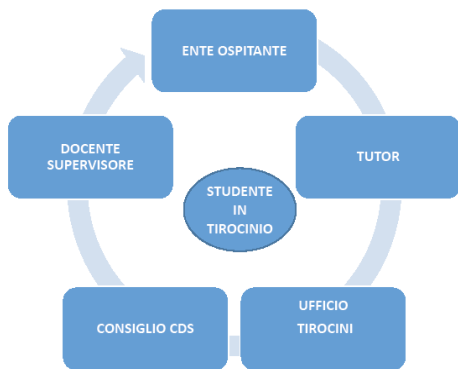 ENTE OSPITANTE
TUTOR
UFFICIO
TIROCINI
CONSIGLIO CDS
DOCENTE
SUPERVISORE
STUDENTE
IN
TIROCINIO